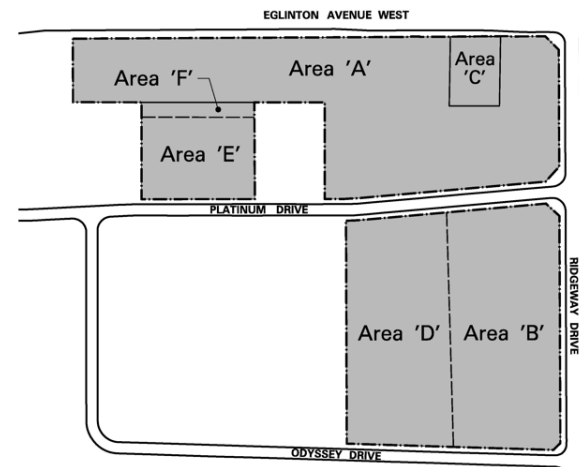 EGLINTON AVENUE WEST
Area 'A'
Area
'C'
Area 'F'
Area 'E'
PLATINUM DRIVE
RIDGEWAY DRIVE
Area 'D'
Area 'B'
ODYSSEY DRIVE